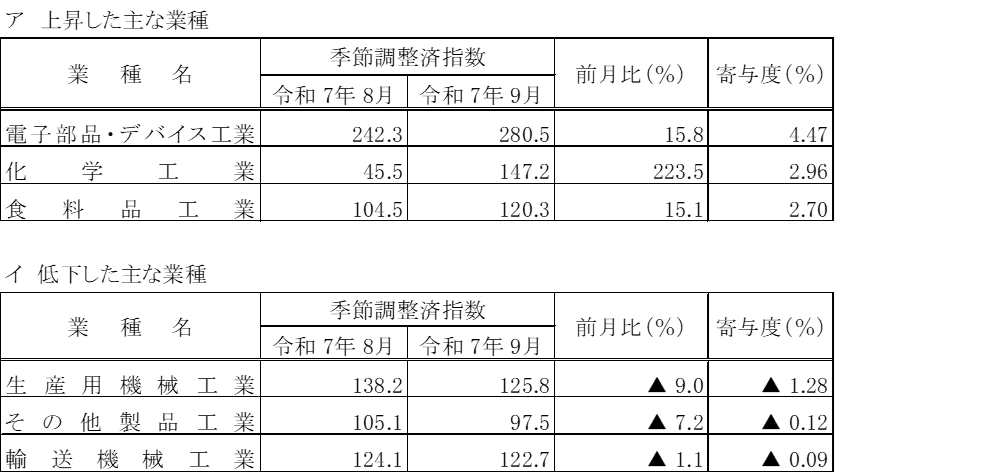 ア 上昇した主な業種
業種名 季節調整済指数 前月比(%) 寄与度(%)
令和 7年 8月 令和 7年 9月
電子部品・デバイス工業 242.3 280.5 15.8 4.47
化学工業 45.5 147.2 223.5 2.96
食料品工業 104.5 120.3 15.1 2.70
イ 低下した主な業種
業種名 季節調整済指数 前月比(%) 寄与度(%)
令和 7年 8月 令和 7年 9月
生産用機械工業 138.2 125.8 ▲ 9.0 ▲ 1.28
その他製品工業 105.1 97.5 ▲ 7.2 ▲ 0.12
輸送機械工業 124.1 122.7 ▲ 1.1 ▲ 0.09